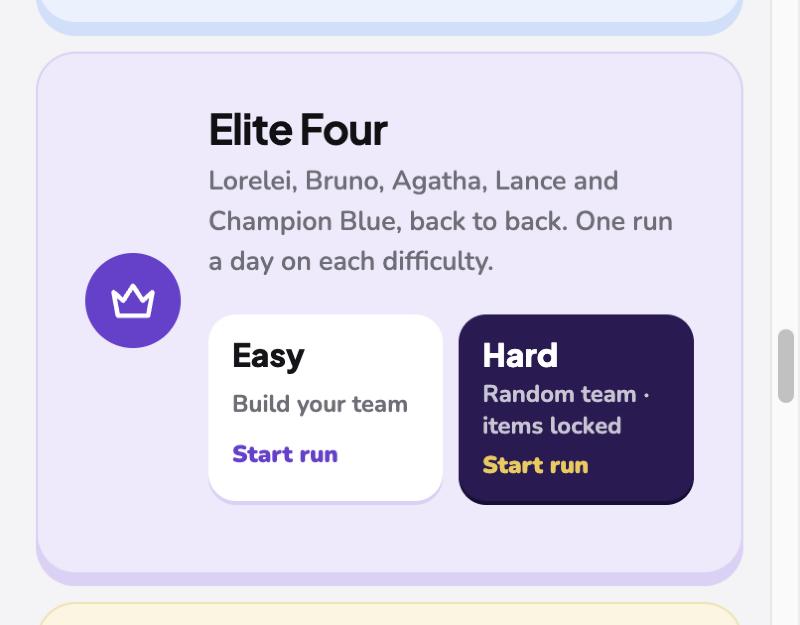 Elite Four
Lorelei, Bruno, Agatha, Lance and
Champion Blue, back to back. One run
a day on each difficulty.
Easy
Build your team
Start run
Hard
Random team ·
items locked
Start run